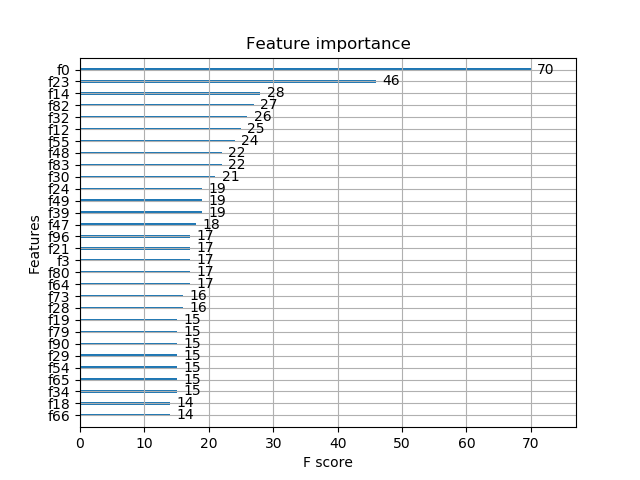 Feature importance
f0 70
f23 46
f14 28
f82 27
f32 26
f12 25
f55 24
f48 22
f83 22
f30 21
f24 19
f49 19
f39 19
f47 18
f96 17
f21 17
f3 17
f80 17
f64 17
f73 16
f28 16
f19 15
f79 15
f90 15
f29 15
f54 15
f65 15
f34 15
f18 14
f66 14
Features
0 10 20 30 40 50 60 70
F score